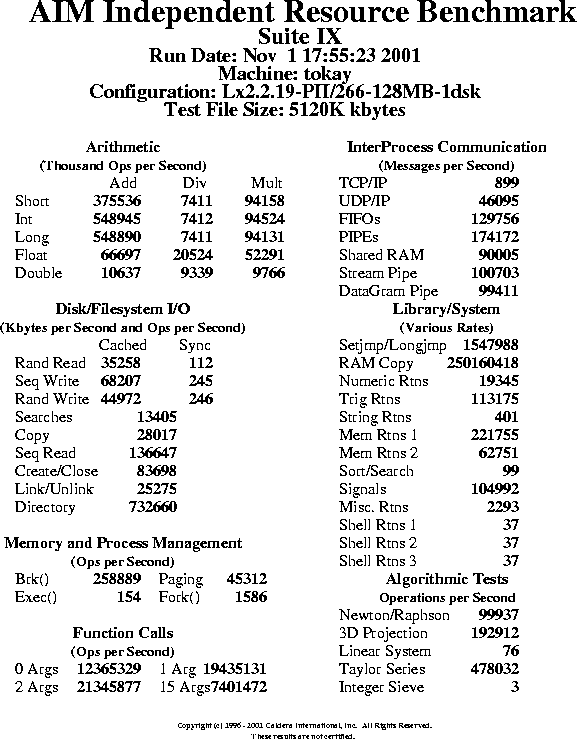 AIM Independent Resource Benchmark
Suite IX
Run Date: Nov 1 17:55:23 2001
Machine: tokay
Configuration: Lx2.2.19-PII/266-128MB-1dsk
Test File Size: 5120K kbytes
Arithmetic
(Thousand Ops per Second)
Add Div Mult
Short 375536 7411 94158
Int 548945 7412 94524
Long 548890 7411 94131
Float 66697 20524 52291
Double 10637 9339 9766
Disk/Filesystem I/O
(Kbytes per Second and Ops per Second)
Cached Sync
Rand Read 35258 112
Seq Write 68207 245
Rand Write 44972 246
Searches 13405
Copy 28017
Seq Read 136647
Create/Close 83698
Link/Unlink 25275
Directory 732660
Memory and Process Management
(Ops per Second)
Brk() 258889 Paging 45312
Exec() 154 Fork() 1586
Function Calls
(Ops per Second)
0 Args 12365329 1 Arg 19435131
2 Args 21345877 15 Args 7401472
InterProcess Communication
(Messages per Second)
TCP/IP 899
UDP/IP 46095
FIFOs 129756
PIPEs 174172
Shared RAM 90005
Stream Pipe 100703
DataGram Pipe 99411
Library/System
(Various Rates)
Setjmp/Longjmp 1547988
RAM Copy 250160418
Numeric Rtns 19345
Trig Rtns 113175
String Rtns 401
Mem Rtns 1 221755
Mem Rtns 2 62751
Sort/Search 99
Signals 104992
Misc. Rtns 2293
Shell Rtns 1 37
Shell Rtns 2 37
Shell Rtns 3 37
Algorithmic Tests
Operations per Second
Newton/Raphson 99937
3D Projection 192912
Linear System 76
Taylor Series 478032
Integer Sieve 3
Copyright (c) 1996 - 2001 Caldera International, Inc. All Rights Reserved.
These results are not certified.